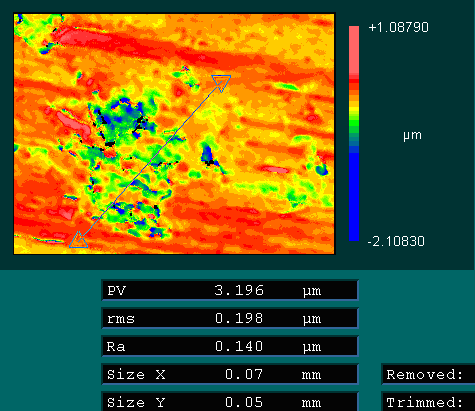 +1.08790
µm
-2.10830
PV 3.196 µm
rms 0.198 µm
Ra 0.140 µm
Size X 0.07 mm
Removed:
Size Y 0.05 mm
Trimmed: